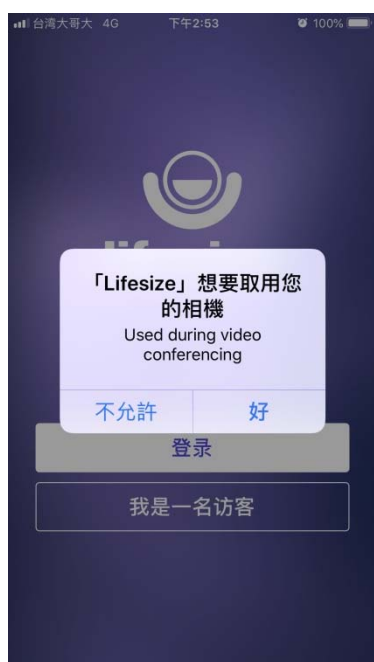 台湾大哥大 4G 下午2:53 100%
「Lifesize」想要取用您
的相機
Used during video
conferencing
不允許 好
登录
我是一名访客